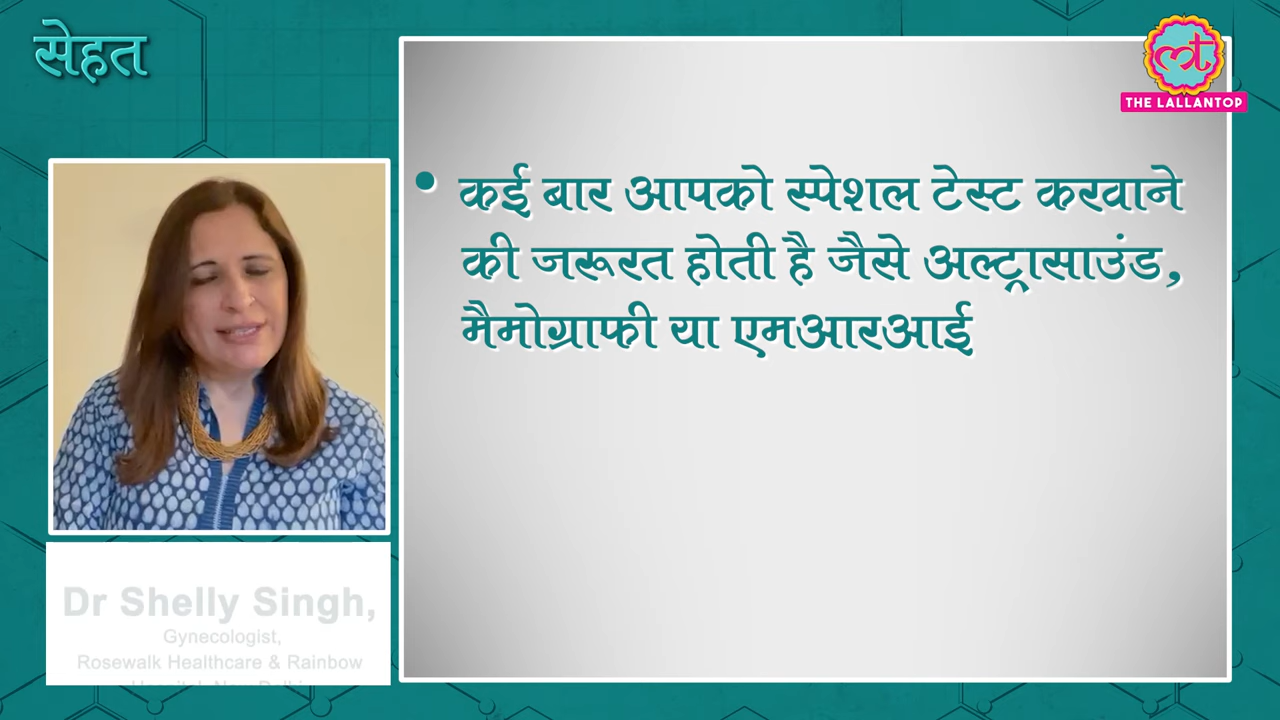 सेहत
THE LALLANTOP
• कई बार आपको स्पेशल टेस्ट करवाने
की जरूरत होती है जैसे अल्ट्रासाउंड,
मैमोग्राफी या एमआरआई
Dr Shelly Singh,
Gynecologist,
Rosewalk Healthcare & Rainbow